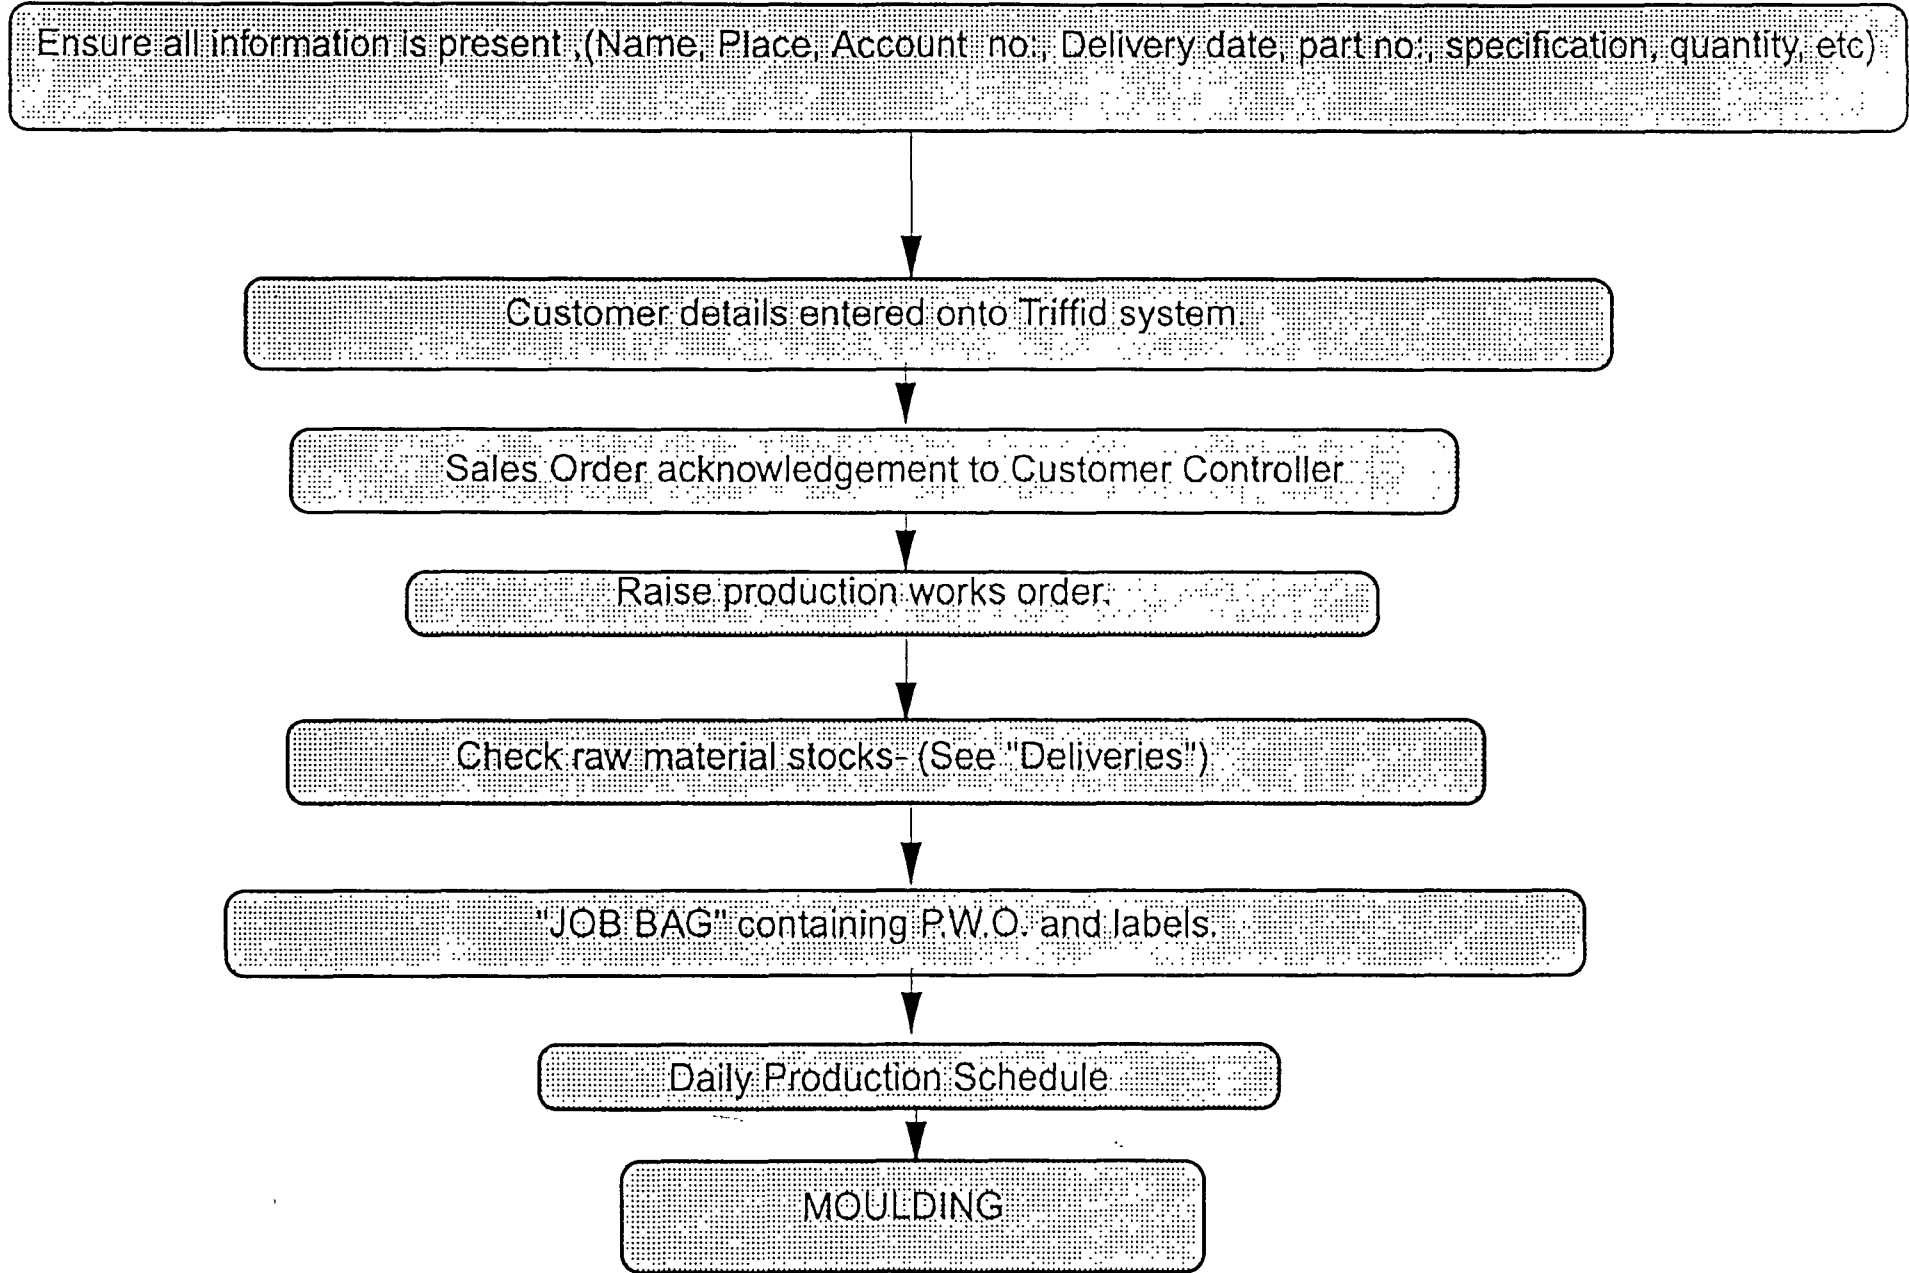 Ensure all information is present ,(Name, Place, Account no:, Delivery date, part no:, specification, quantity, etc)
Customer details entered onto Triffid system.
Sales Order acknowledgement to Customer Controller
Raise production works order.
Check raw material stocks- (See "Deliveries")
"JOB BAG" containing P.W.O. and labels.
Daily Production Schedule
MOULDING